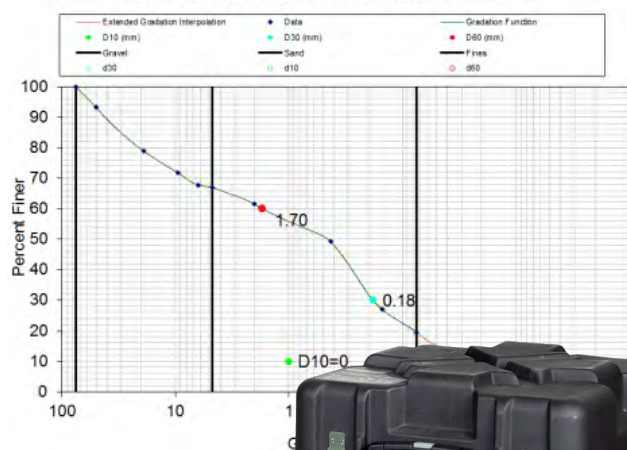 Extended Gradation Interpolation Data Gradation Function
D10 (mm) D30 (mm) D60 (mm)
Gravel Sand Fines
d30 d10 d60
100
90
80
70
60
50
40
30
20
10
0
Percent Finer
1.70
0.18
D10=0
100 10 1
G